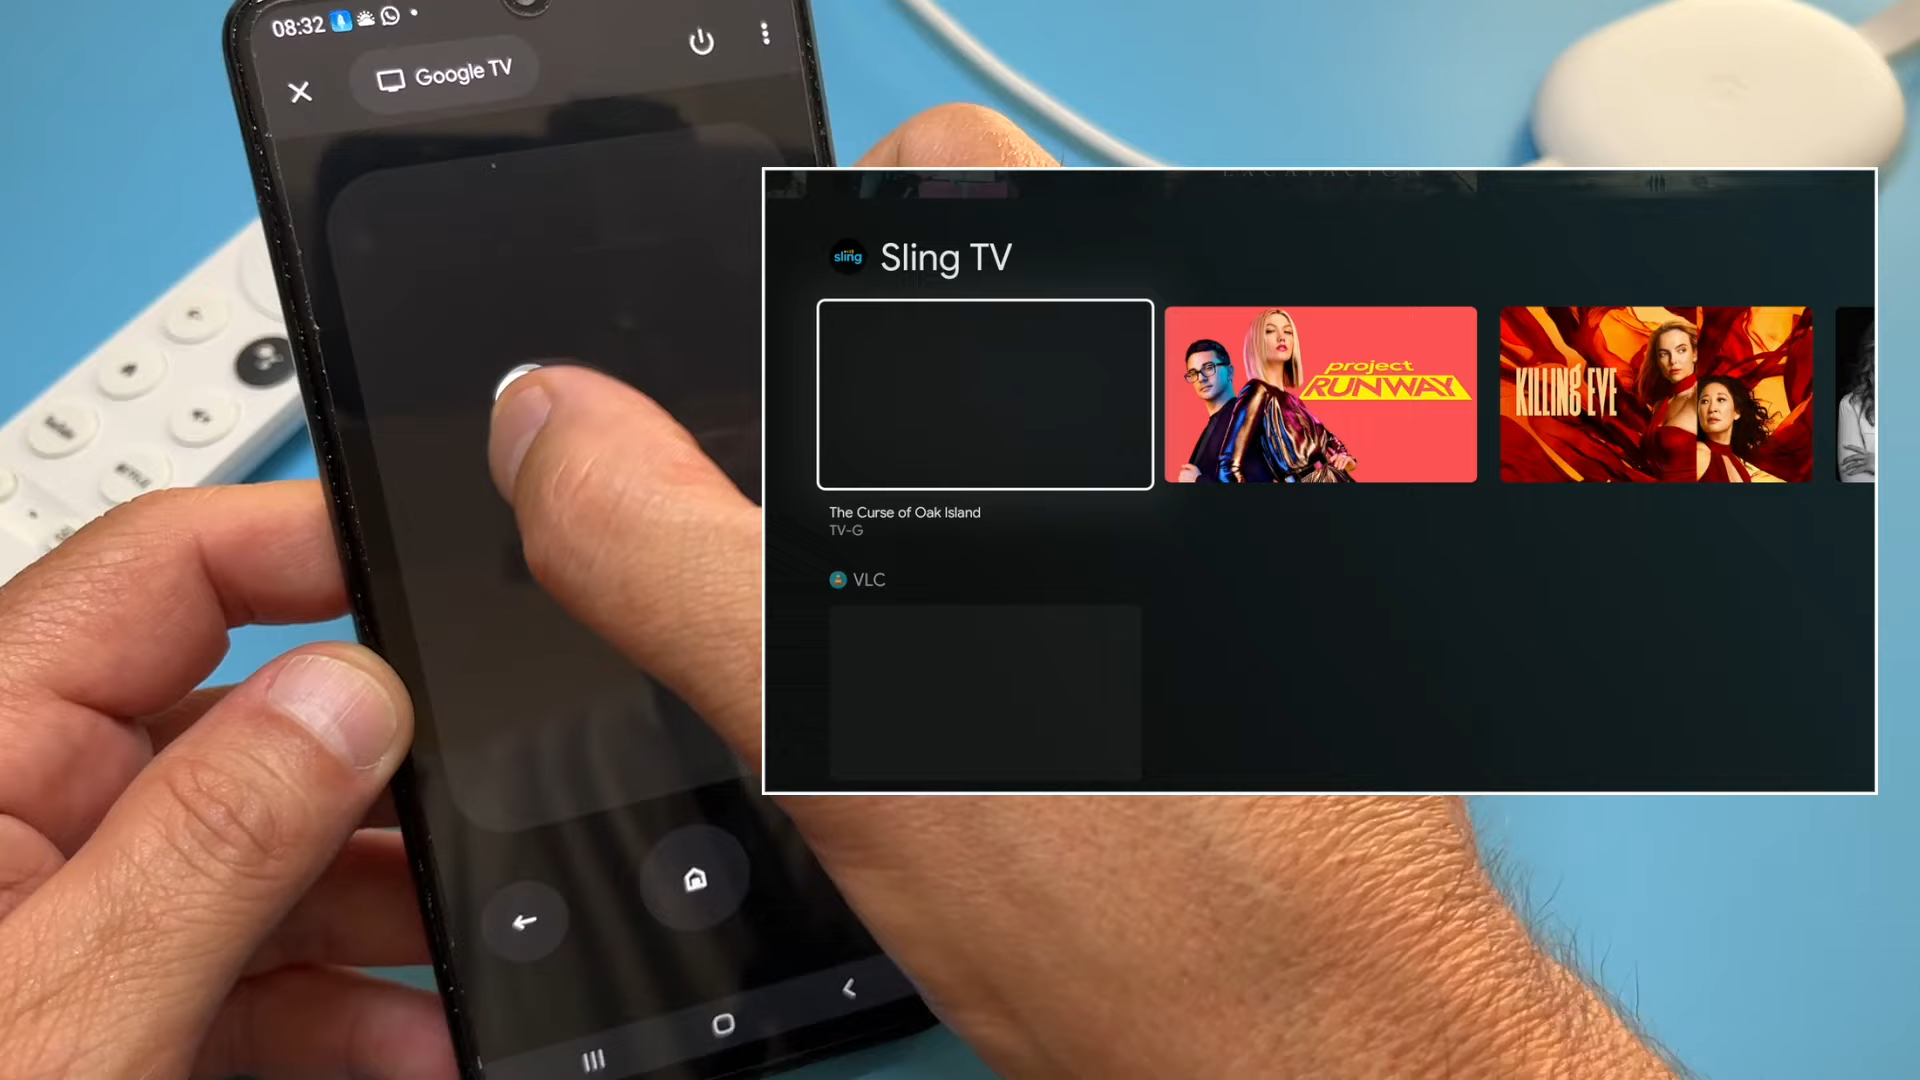 08:32
Google TV
sling
Sling TV
project
RUNWAY
KILLING EVE
The Curse of Oak Island
TV-G
VLC